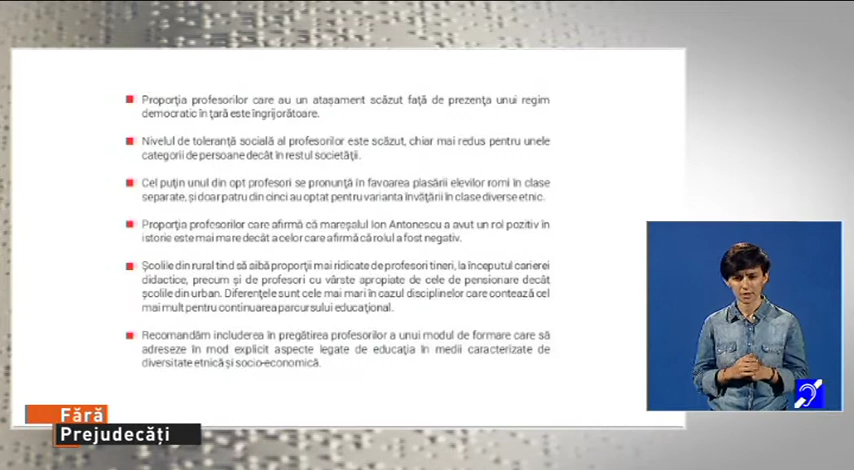 Proporția profesorilor care au un atașament scăzut față de prezența unui regim
democratic în țară este îngrijorătoare.
Nivelul de toleranță socială al profesorilor este scăzut, chiar mai redus pentru unele
categorii de persoane decât în restul societății.
Cel puțin unul din opt profesori se pronunță în favoarea plasării elevilor romi în clase
separate, și doar patru din cinci au optat pentru varianta învățării în clase diverse etnic.
Proporția profesorilor care afirmă că mareșalul Ion Antonescu a avut un rol pozitiv în
istorie este mai mare decât a celor care afirmă că rolul a fost negativ.
Școlile din rural tind să aibă proporții mai ridicate de profesori tineri, la începutul carierei
didactice, precum și de profesori cu vârste apropiate de cele de pensionare decât
școlile din urban. Diferențele sunt cele mai mari în cazul disciplinelor care contează cel
mai mult pentru continuarea parcursului educațional.
Recomandăm includerea în pregătirea profesorilor a unui modul de formare care să
adreseze în mod explicit aspecte legate de educația în medii caracterizate de
diversitate etnică și socio-economică.
Fără
Prejudecăți